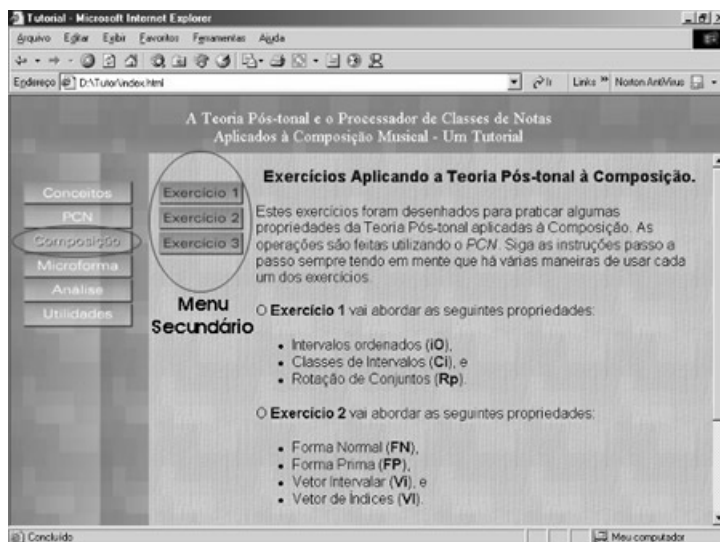 Tutorial - Microsoft Internet Explorer
Arquivo Editar Exibir Favoritos Ferramentas Ajuda
Endereço D:\Tutor\index.html Ir Links » Norton AntiVirus
A Teoria Pós-tonal e o Processador de Classes de Notas
Aplicados à Composição Musical - Um Tutorial
Conceitos
PCN
Composição
Microforma
Análise
Utilidades
Exercício 1
Exercício 2
Exercício 3
Menu
Secundário
Exercícios Aplicando a Teoria Pós-tonal à Composição.
Estes exercícios foram desenhados para praticar algumas
propriedades da Teoria Pós-tonal aplicadas à Composição. As
operações são feitas utilizando o PCN. Siga as instruções passo a
passo sempre tendo em mente que há várias maneiras de usar cada
um dos exercícios.
O Exercício 1 vai abordar as seguintes propriedades:
• Intervalos ordenados (iO),
• Classes de Intervalos (Ci), e
• Rotação de Conjuntos (Rp).
O Exercício 2 vai abordar as seguintes propriedades:
• Forma Normal (FN),
• Forma Prima (FP),
• Vetor Intervalar (Vi), e
• Vetor de Índices (VI).
Concluído Meu computador